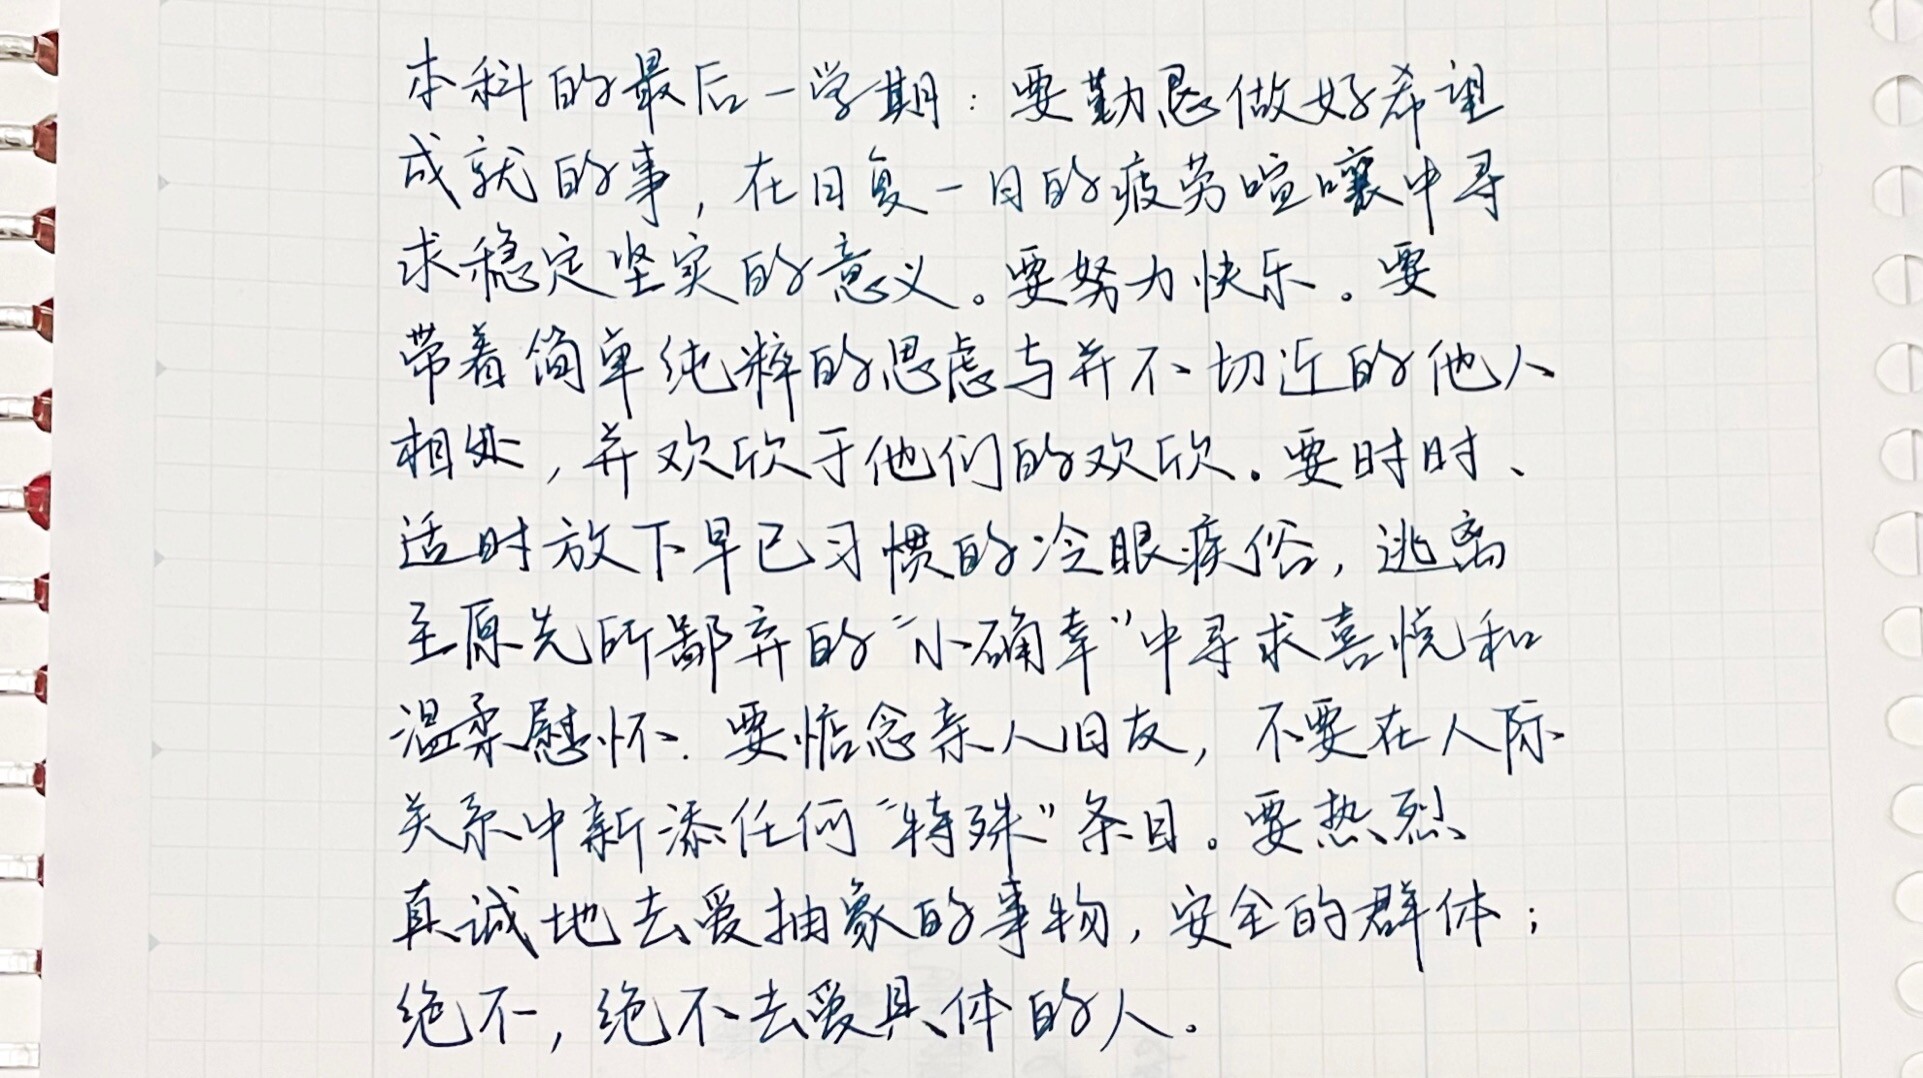 本科的最后一学期：要勤恳做好希望
成就的事，在日复一日的疲劳喧嚷中寻
求稳定坚实的意义。要努力快乐。要
带着简单纯粹的思虑与并不切近的他人
相处，并欢欣于他们的欢欣。要时时、
适时放下早已习惯的冷眼疾俗，逃离
至原先所鄙弃的“小确幸”中寻求喜悦和
温柔慰怀。要惦念亲人旧友，不要在人际
关系中新添任何“特殊”条目。要热烈
真诚地去爱抽象的事物，安全的群体；
绝不，绝不去爱具体的人。